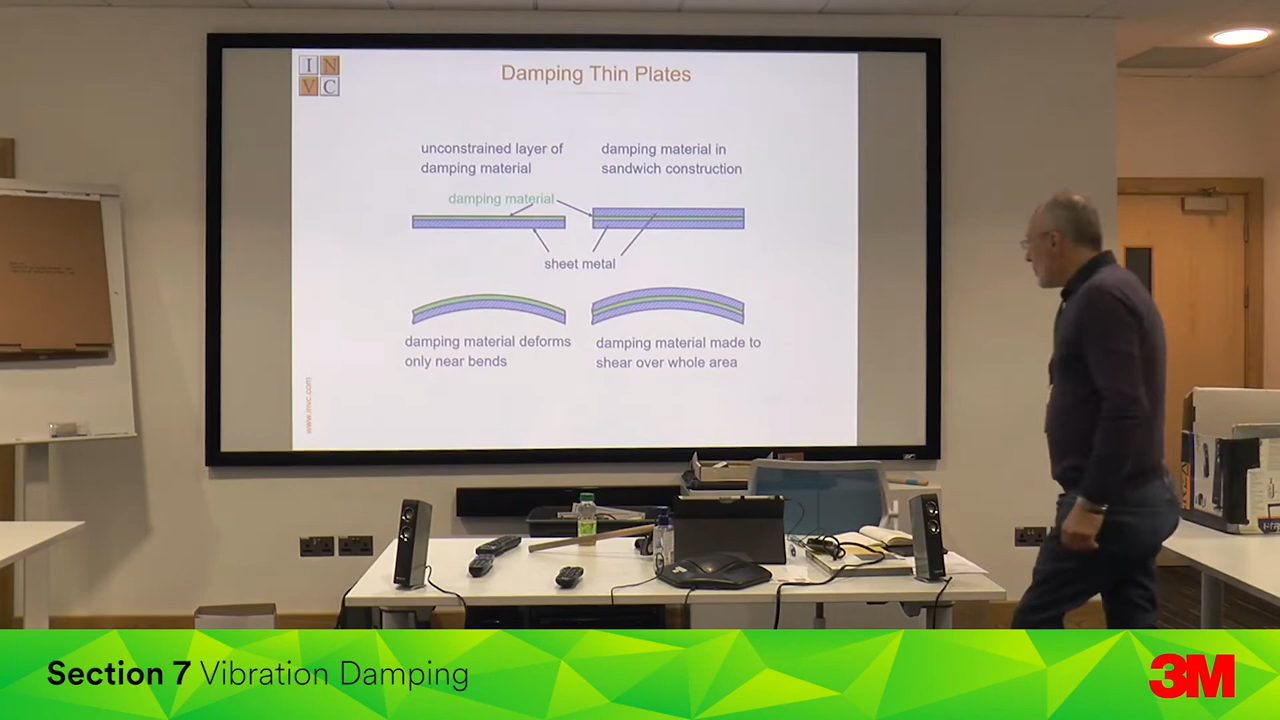 I N
V C
Damping Thin Plates
unconstrained layer of
damping material
damping material in
sandwich construction
damping material
sheet metal
damping material deforms
only near bends
damping material made to
shear over whole area
www.invc.com
Section 7 Vibration Damping
3M